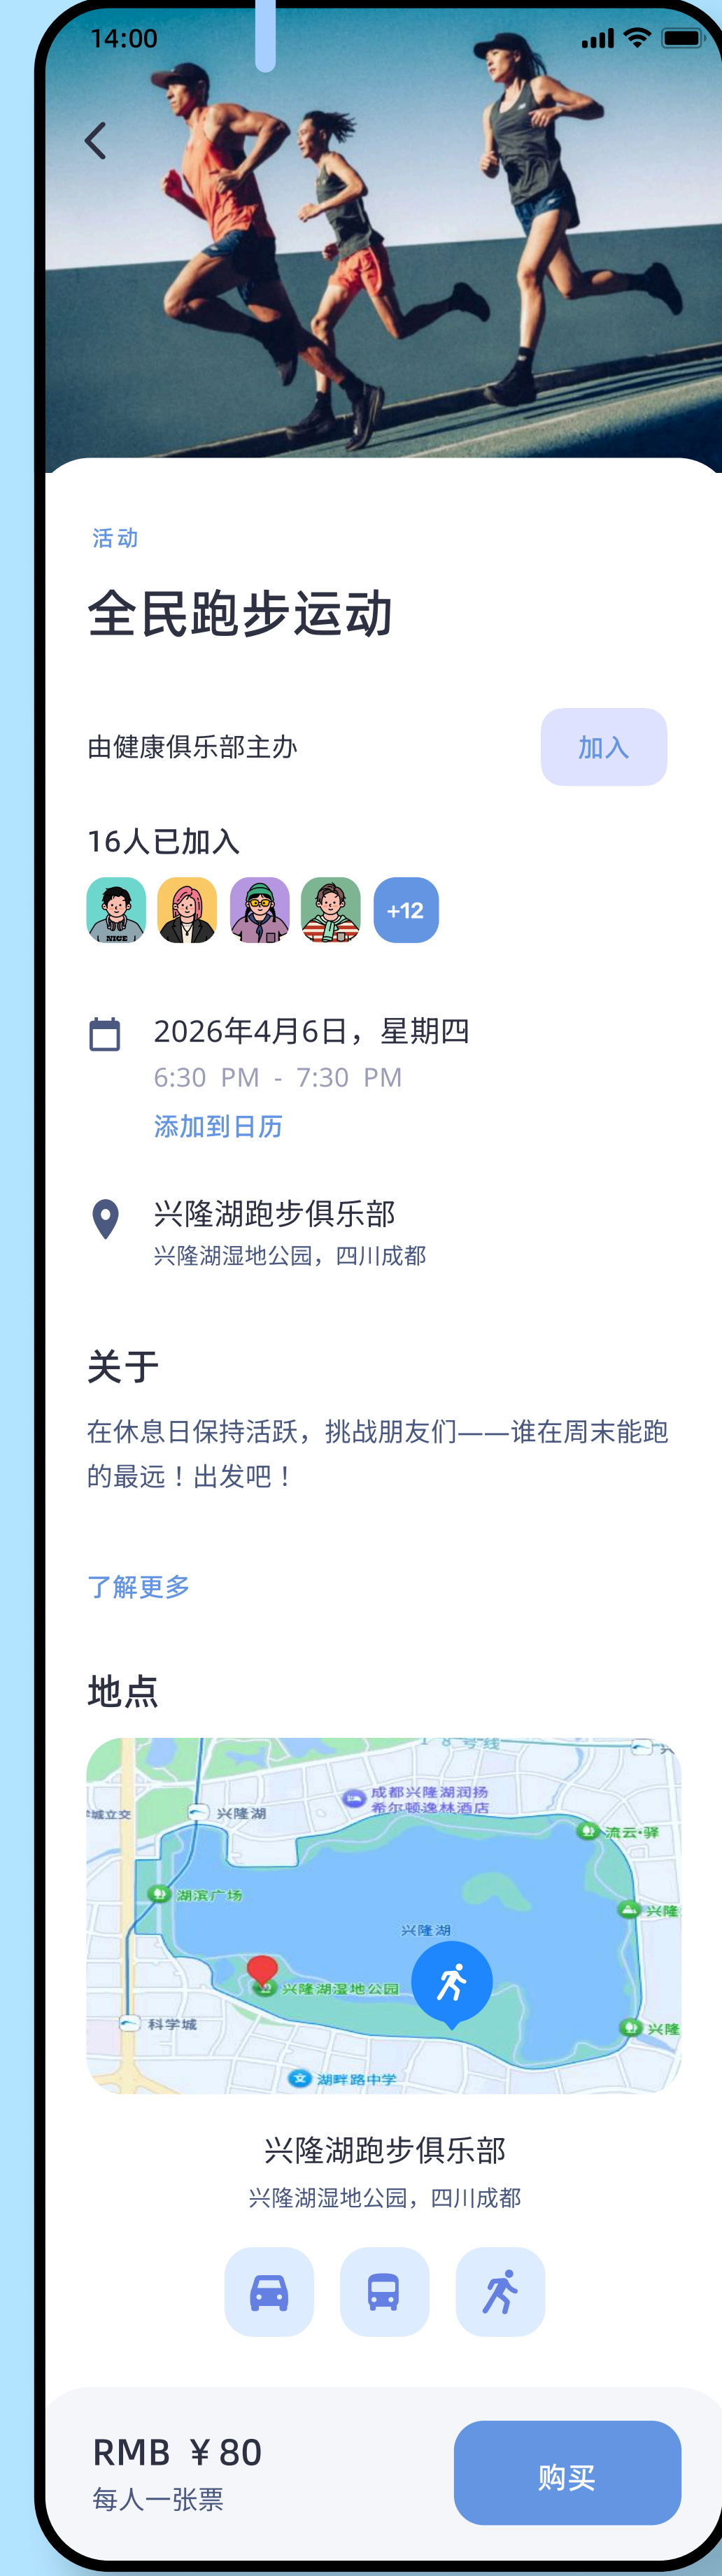 14:00
活动
全民跑步运动
由健康俱乐部主办
加入
16人已加入
NICE
+12
2026年4月6日，星期四
6:30 PM - 7:30 PM
添加到日历
兴隆湖跑步俱乐部
兴隆湖湿地公园，四川成都
关于
在休息日保持活跃，挑战朋友们——谁在周末能跑
的最远！出发吧！
了解更多
地点
18号线
兴
成都兴隆湖润扬
希尔顿逸林酒店
城立交
兴隆湖
流云·驿
湖滨广场
兴隆
兴隆湖
兴隆湖湿地公园
科学城
兴隆
湖畔路中学
兴隆湖跑步俱乐部
兴隆湖湿地公园，四川成都
RMB ￥80
每人一张票
购买